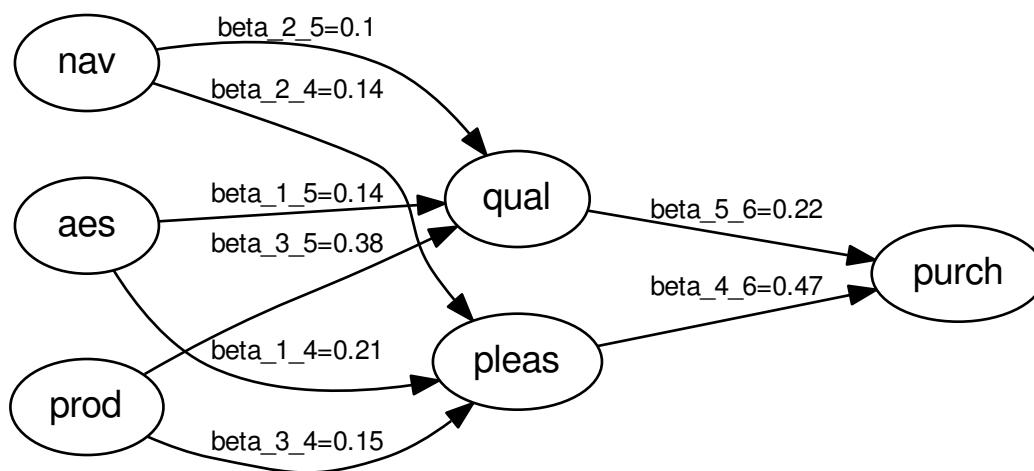 beta_2_5=0.1
nav
beta_2_4=0.14
beta_1_5=0.14
qual
aes
beta_5_6=0.22
beta_3_5=0.38
purch
beta_4_6=0.47
beta_1_4=0.21
pleas
prod
beta_3_4=0.15